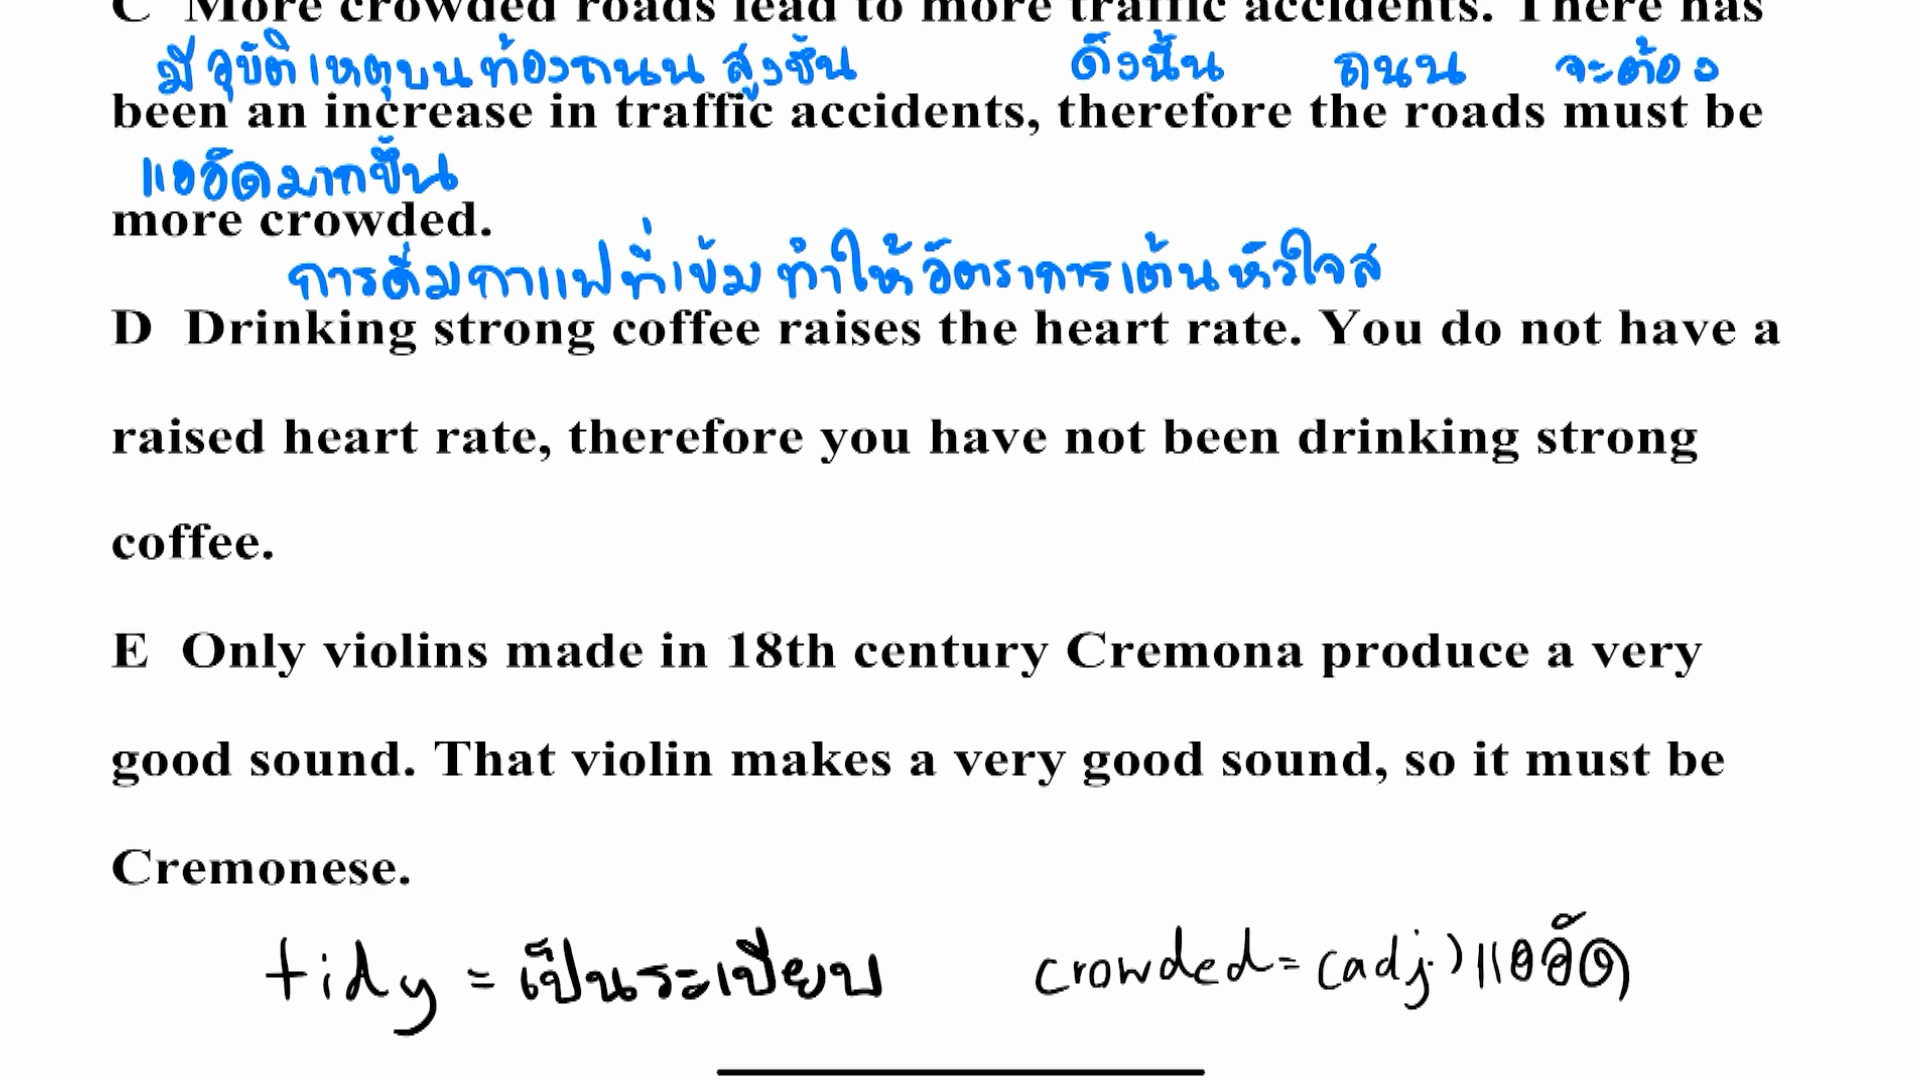 C More crowded roads lead to more traffic accidents. There has
มีอุบัติเหตุบนท้องถนน สูงขึ้น ดังนั้น ถนน จะต้อง
been an increase in traffic accidents, therefore the roads must be
แออัดมากขึ้น
more crowded.
การดื่มกาแฟที่เข้ม ทำให้อัตราการเต้นหัวใจส
D Drinking strong coffee raises the heart rate. You do not have a
raised heart rate, therefore you have not been drinking strong
coffee.
E Only violins made in 18th century Cremona produce a very
good sound. That violin makes a very good sound, so it must be
Cremonese.
tidy = เป็นระเบียบ crowded = (adj.) แออัด